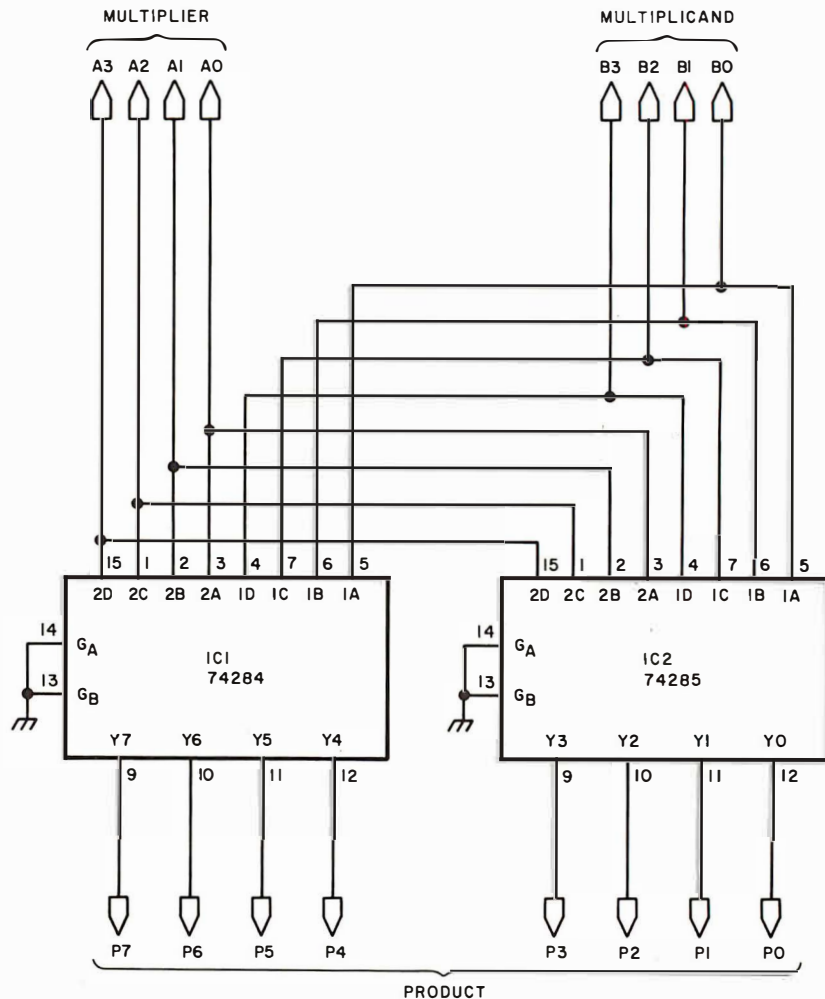 MULTIPLIER
MULTIPLICAND
A3 A2 A1 A0
B3 B2 B1 B0
15 1 2 3 4 7 6 5
15 1 2 3 4 7 6 5
2D 2C 2B 2A 1D 1C 1B 1A
2D 2C 2B 2A 1D 1C 1B 1A
14
GA
IC1
74284
13
GB
14
GA
IC2
74285
13
GB
Y7 Y6 Y5 Y4
Y3 Y2 Y1 Y0
9 10 11 12
9 10 11 12
P7 P6 P5 P4
P3 P2 P1 P0
PRODUCT